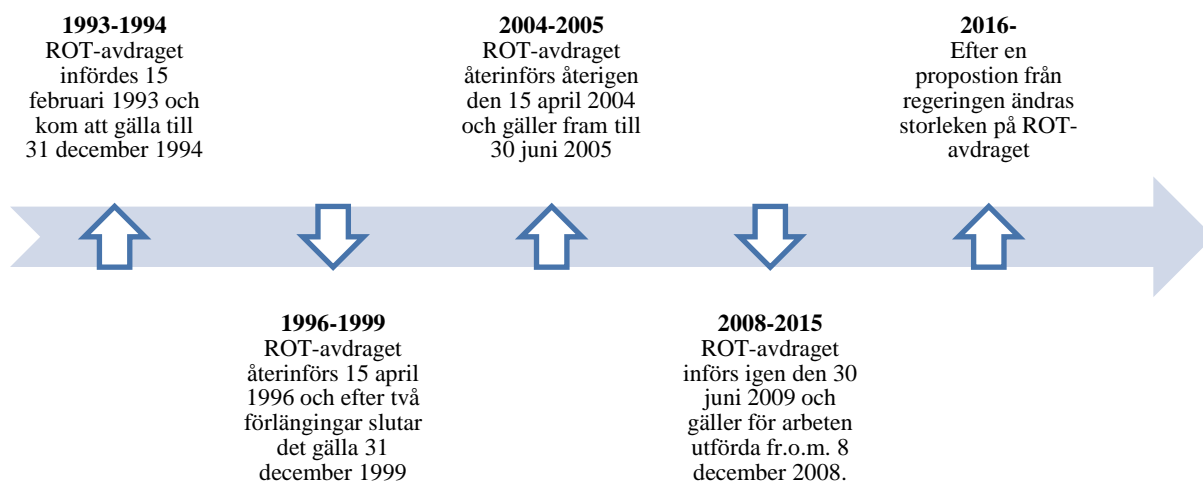 1993-1994
ROT-avdraget
infördes 15
februari 1993 och
kom att gälla till
31 december 1994
2004-2005
ROT-avdraget
återinförs återigen
den 15 april 2004
och gäller fram till
30 juni 2005
2016-
Efter en
propostion från
regeringen ändras
storleken på ROT-
avdraget
1996-1999
ROT-avdraget
återinförs 15 april
1996 och efter två
förlängingar slutar
det gälla 31
december 1999
2008-2015
ROT-avdraget
införs igen den 30
juni 2009 och
gäller för arbeten
utförda fr.o.m. 8
december 2008.